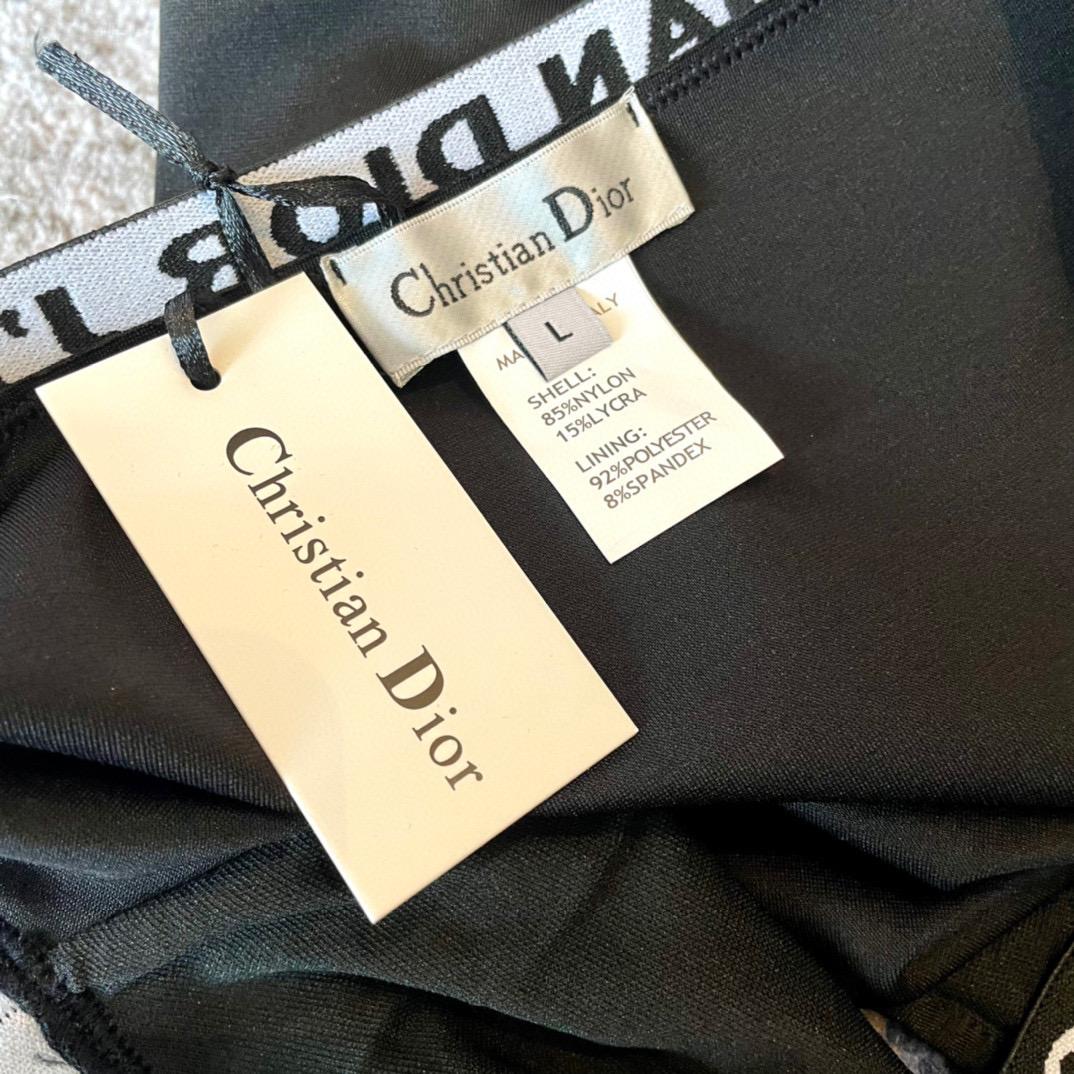 Christian Dior
L
SHELL:
85%NYLON
15%LYCRA
LINING:
92%POLYESTER
8%SPANDEX
Christian Dior